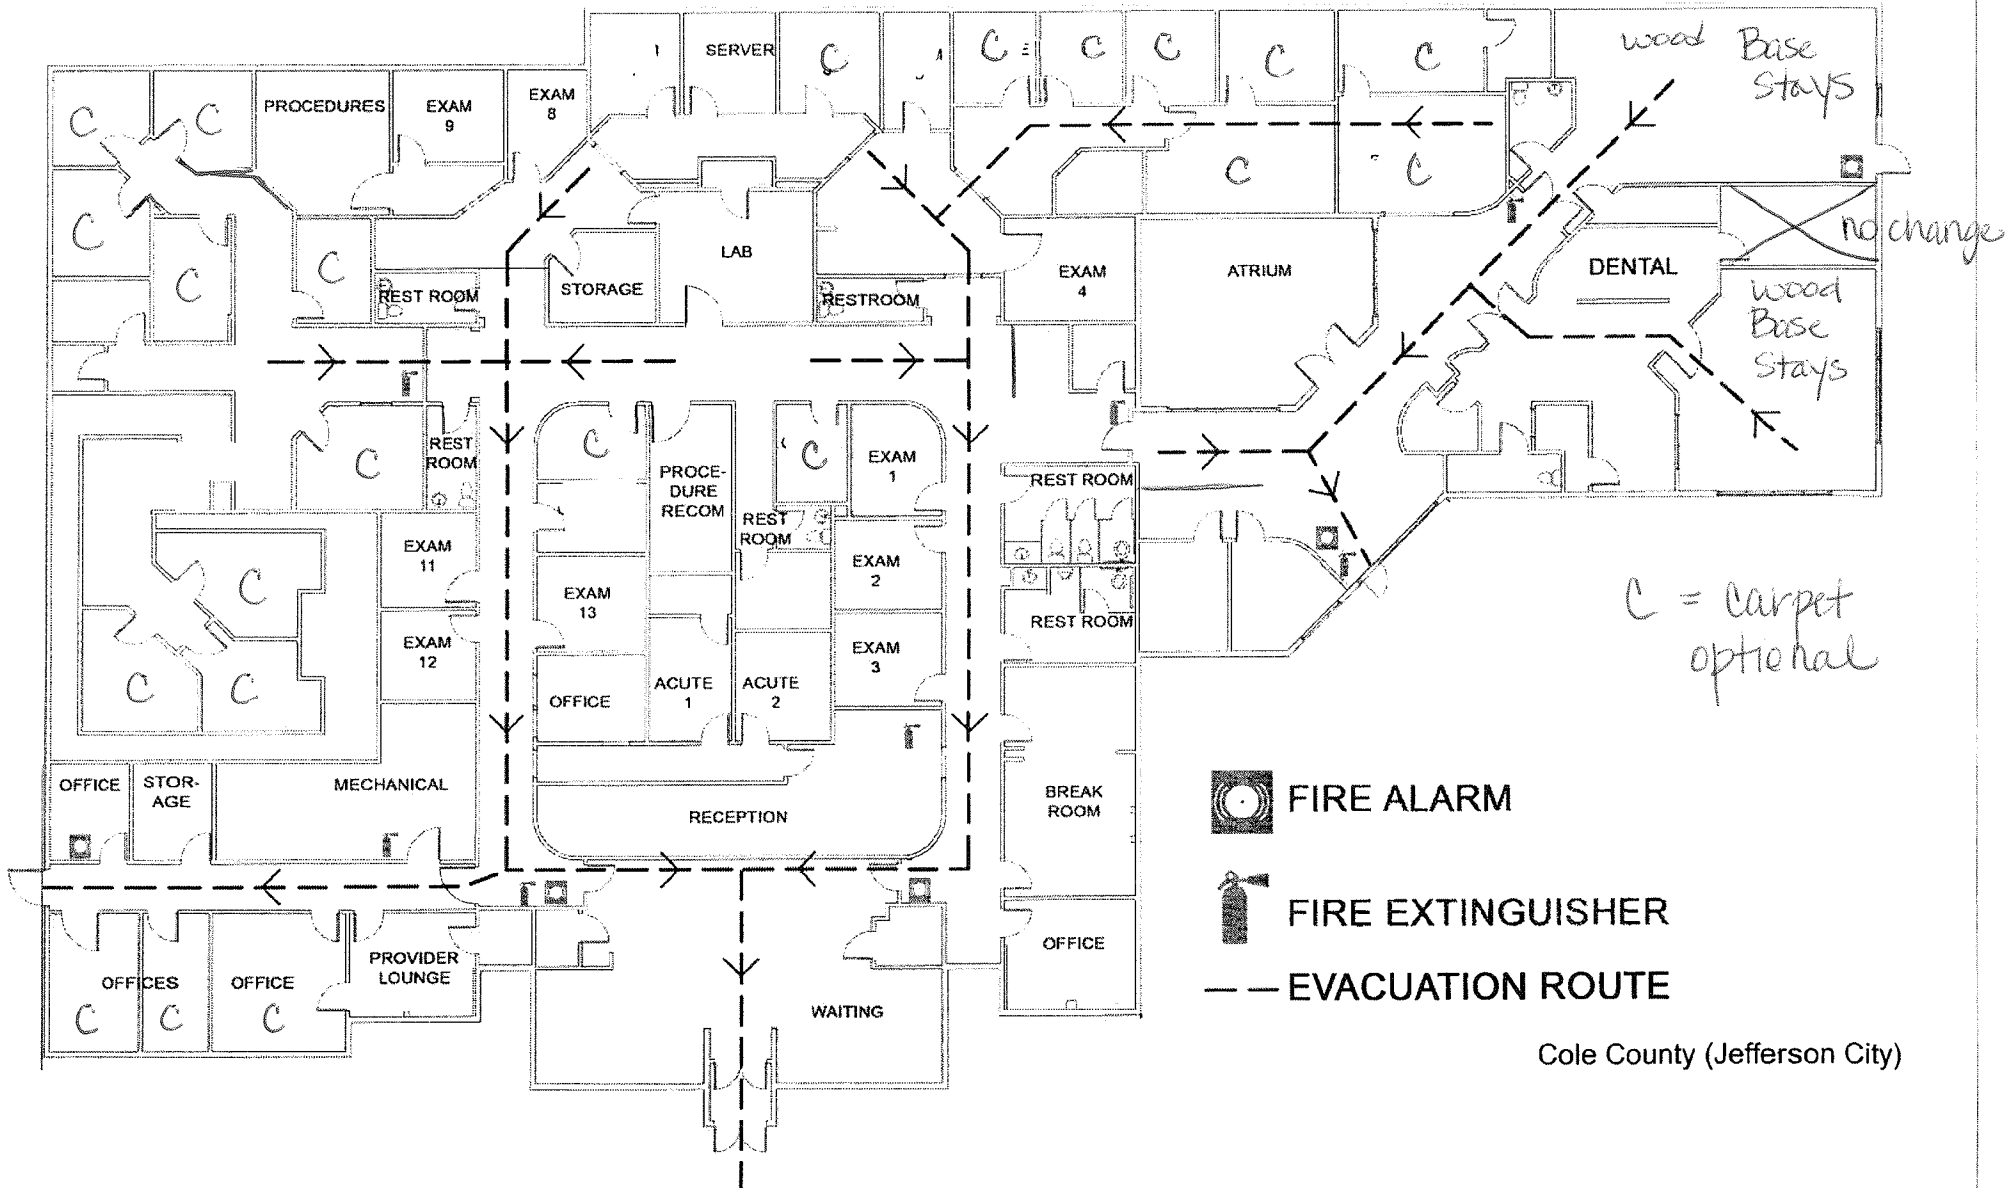 SERVER
C
C
C
C
C
C
wood Base
Stays
C
C
PROCEDURES
EXAM
9
EXAM
8
C
C
C
C
C
C
REST ROOM
STORAGE
LAB
RESTROOM
EXAM
4
ATRIUM
DENTAL
no change
wood
Base
Stays
C
REST
ROOM
C
PROCE-
DURE
RECOM
C
EXAM
1
REST ROOM
REST
ROOM
EXAM
11
EXAM
2
C
EXAM
13
EXAM
12
EXAM
3
REST ROOM
C = Carpet
optional
C
C
OFFICE
ACUTE
1
ACUTE
2
OFFICE
STOR-
AGE
MECHANICAL
RECEPTION
BREAK
ROOM
FIRE ALARM
FIRE EXTINGUISHER
EVACUATION ROUTE
OFFICES
C
C
OFFICE
C
PROVIDER
LOUNGE
WAITING
OFFICE
Cole County (Jefferson City)